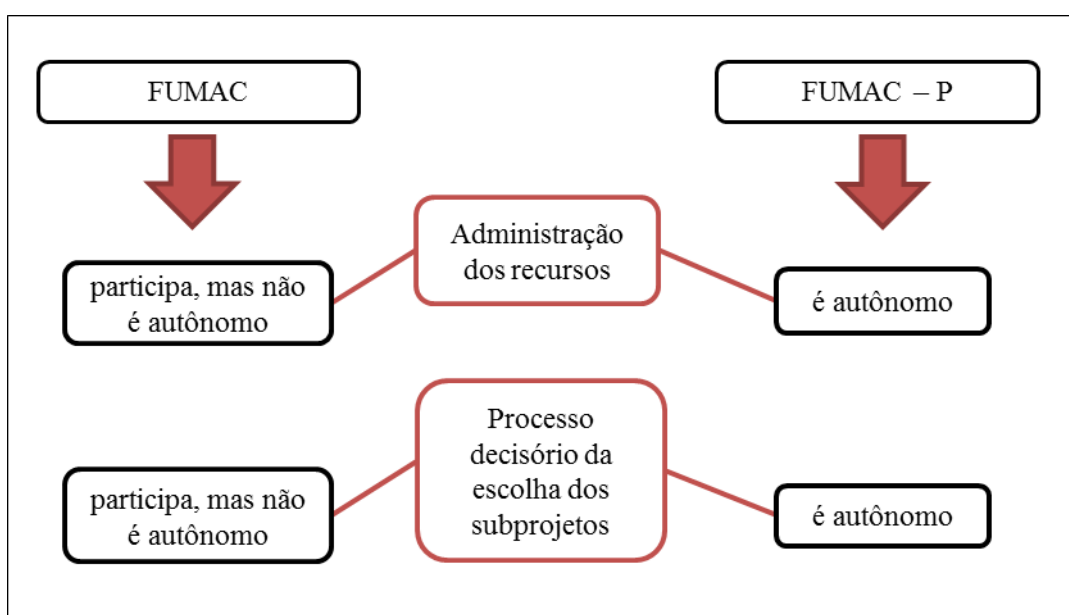 FUMAC
FUMAC – P
Administração
dos recursos
participa, mas não
é autônomo
é autônomo
Processo
decisório da
escolha dos
subprojetos
participa, mas não
é autônomo
é autônomo